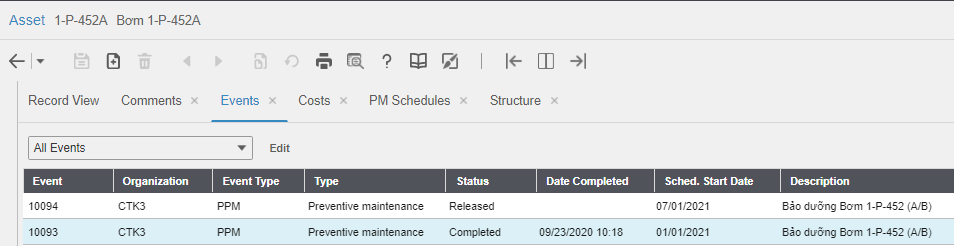 Asset 1-P-452A Bơm 1-P-452A
Record View Comments Events Costs PM Schedules Structure
All Events Edit
Event Organization Event Type Type Status Date Completed Sched. Start Date Description
10094 CTK3 PPM Preventive maintenance Released 07/01/2021 Bảo dưỡng Bơm 1-P-452 (A/B)
10093 CTK3 PPM Preventive maintenance Completed 09/23/2020 10:18 01/01/2021 Bảo dưỡng Bơm 1-P-452 (A/B)